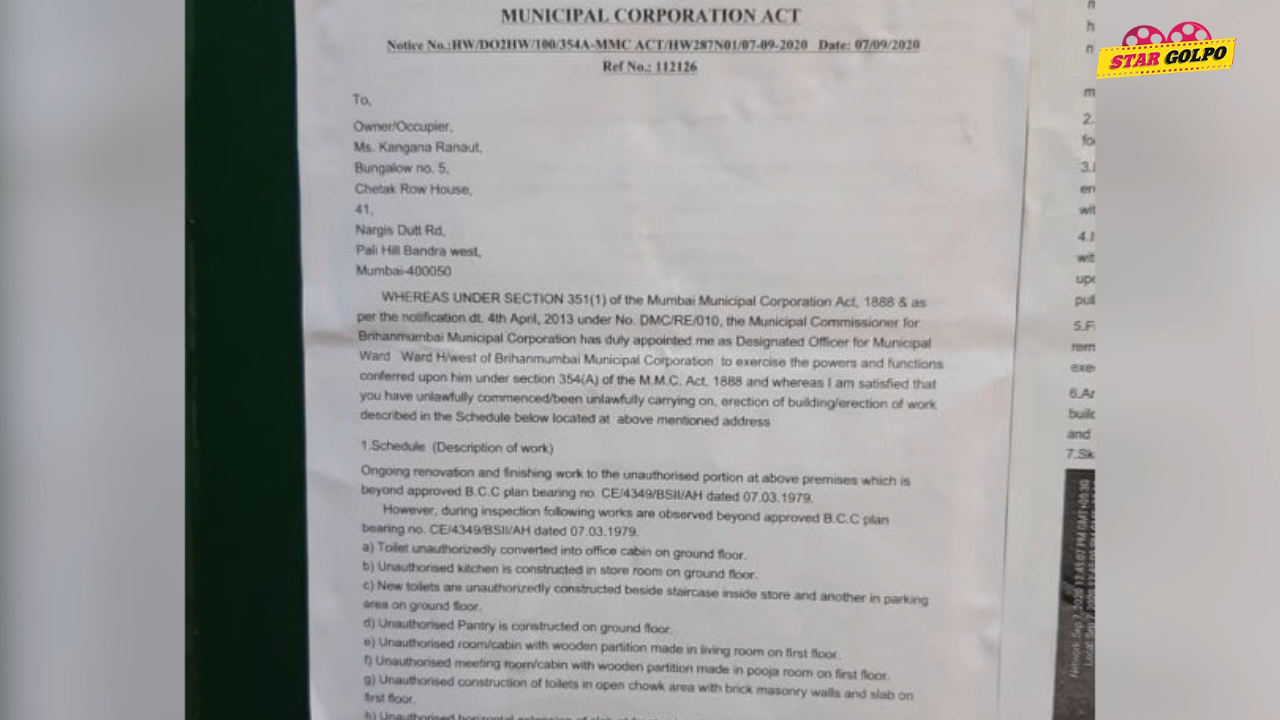 MUNICIPAL CORPORATION ACT
Notice No.:HW/DO2HW/100/354A-MMC ACT/HW287N01/07-09-2020 Date: 07/09/2020
Ref No.: 112126
To,
Owner/Occupier,
Ms. Kangana Ranaut,
Bungalow no. 5,
Chetak Row House,
41,
Nargis Dutt Rd,
Pali Hill Bandra west,
Mumbai-400050
WHEREAS UNDER SECTION 351(1) of the Mumbai Municipal Corporation Act, 1888 & as
per the notification dt. 4th April, 2013 under No. DMC/RE/010, the Municipal Commissioner for
Brihanmumbai Municipal Corporation has duly appointed me as Designated Officer for Municipal
Ward Ward H/west of Brihanmumbai Municipal Corporation to exercise the powers and functions
conferred upon him under section 354(A) of the M.M.C. Act, 1888 and whereas I am satisfied that
you have unlawfully commenced/been unlawfully carrying on, erection of building/erection of work
described in the Schedule below located at above mentioned address
1.Schedule (Description of work)
Ongoing renovation and finishing work to the unauthorised portion at above premises which is
beyond approved B.C.C plan bearing no. CE/4349/BSII/AH dated 07.03.1979.
However, during inspection following works are observed beyond approved B.C.C plan
bearing no. CE/4349/BSII/AH dated 07.03.1979.
a) Toilet unauthorizedly converted into office cabin on ground floor.
b) Unauthorised kitchen is constructed in store room on ground floor.
c) New toilets are unauthorizedly constructed beside staircase inside store and another in parking
area on ground floor.
d) Unauthorised Pantry is constructed on ground floor.
e) Unauthorised room/cabin with wooden partition made in living room on first floor.
f) Unauthorised meeting room/cabin with wooden partition made in pooja room on first floor.
g) Unauthorised construction of toilets in open chowk area with brick masonry walls and slab on
first floor.
h) Unauthorised horizontal extension of slab
2.
3.
4.
5.
6.
and
7.
STAR GOLPO